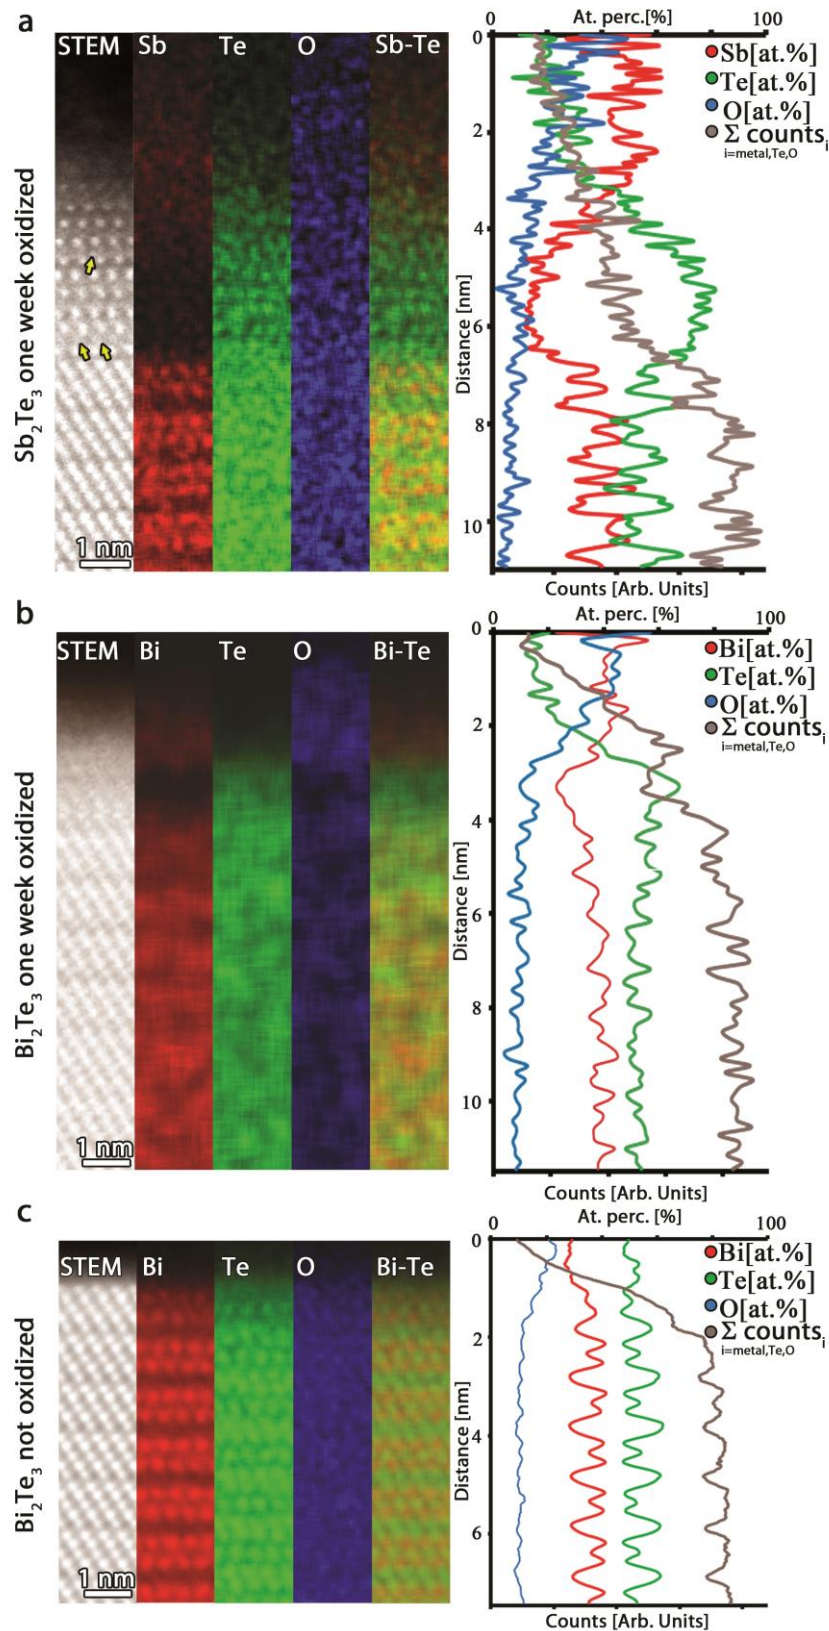 a
STEM Sb Te O Sb-Te
Sb2Te3 one week oxidized
1 nm
At. perc.[%]
0 100
0
2
4
6
8
10
Distance [nm]
Sb[at.%]
Te[at.%]
O[at.%]
Σ counts i
i=metal,Te,O
Counts [Arb. Units]
b
STEM Bi Te O Bi-Te
Bi2Te3 one week oxidized
1 nm
At. perc.[%]
0 100
0
2
4
6
8
10
Distance [nm]
Bi[at.%]
Te[at.%]
O[at.%]
Σ counts i
i=metal,Te,O
Counts [Arb. Units]
c
STEM Bi Te O Bi-Te
Bi2Te3 not oxidized
1 nm
At. perc.[%]
0 100
0
2
4
6
Distance [nm]
Bi[at.%]
Te[at.%]
O[at.%]
Σ counts i
i=metal,Te,O
Counts [Arb. Units]